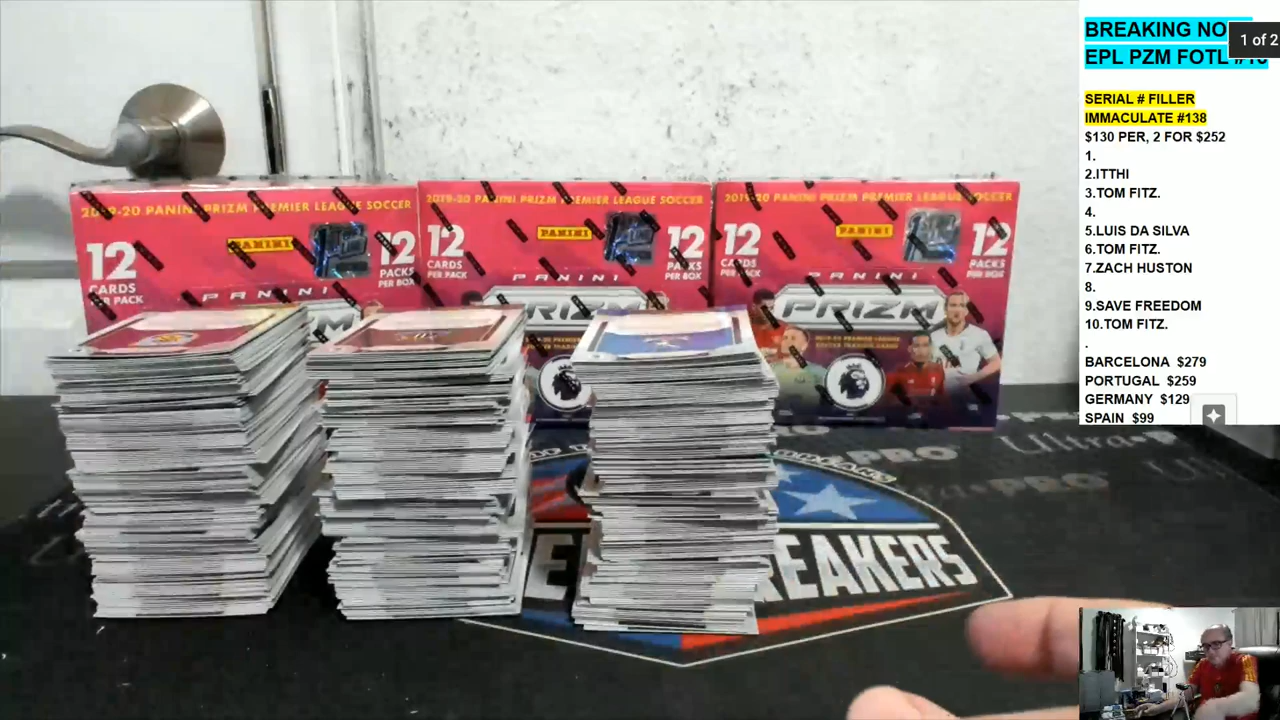 BREAKING NO
1 of 2
EPL PZM FOTL
SERIAL # FILLER
IMMACULATE #138
$130 PER, 2 FOR $252
1.
2.ITTHI
3.TOM FITZ.
4.
5.LUIS DA SILVA
6.TOM FITZ.
7.ZACH HUSTON
8.
9.SAVE FREEDOM
10.TOM FITZ.
.
BARCELONA $279
PORTUGAL $259
GERMANY $129
SPAIN $99
2019-20 PANINI PRIZM PREMIER LEAGUE SOCCER
12
CARDS
PER PACK
PANINI
12
PACKS
PER BOX
PANINI
2019-20 PANINI PRIZM PREMIER LEAGUE SOCCER
12
CARDS
PER PACK
PANINI
12
PACKS
PER BOX
PANINI
PRIZM
2019-20 PANINI PRIZM PREMIER LEAGUE SOCCER
12
CARDS
PER PACK
PANINI
12
PACKS
PER BOX
PANINI
PRIZM
PRO
Ultra
PRO
EAKERS